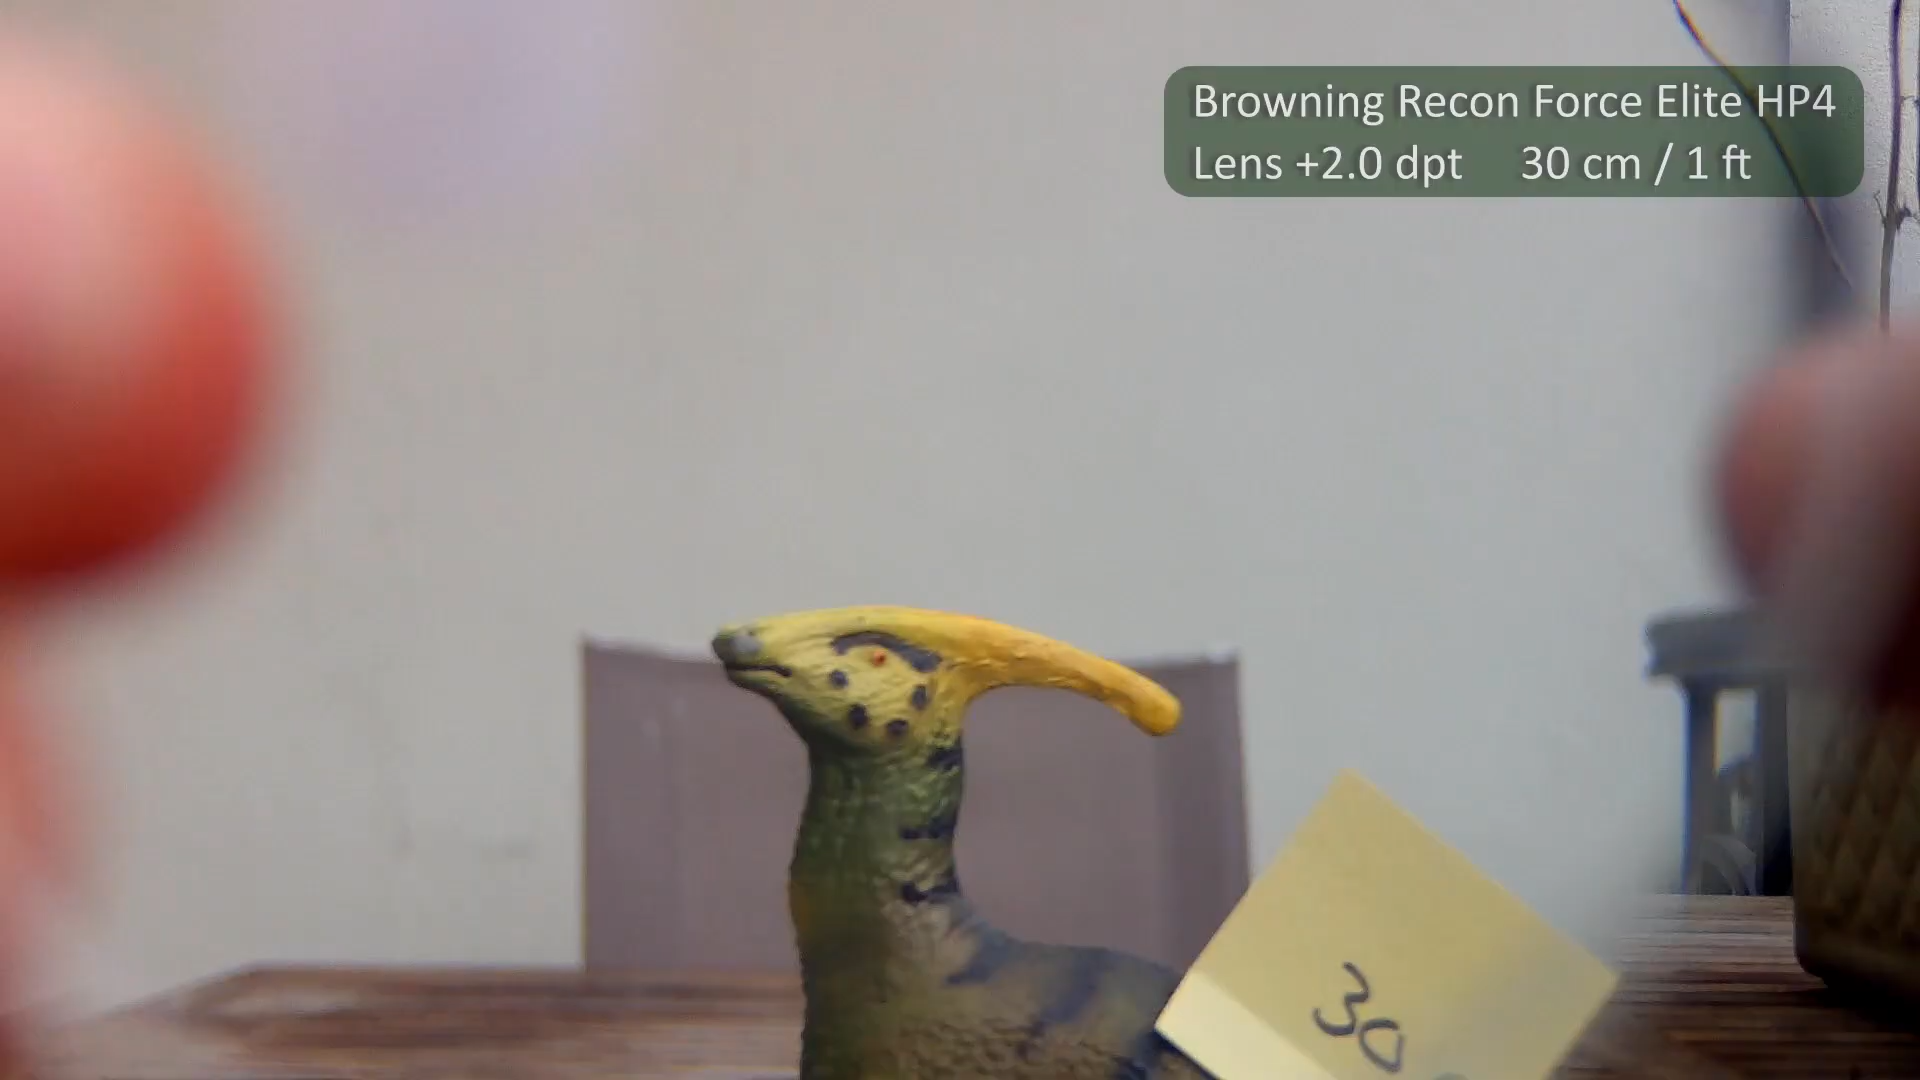 Browning Recon Force Elite HP4
Lens +2.0 dpt 30 cm / 1 ft
30